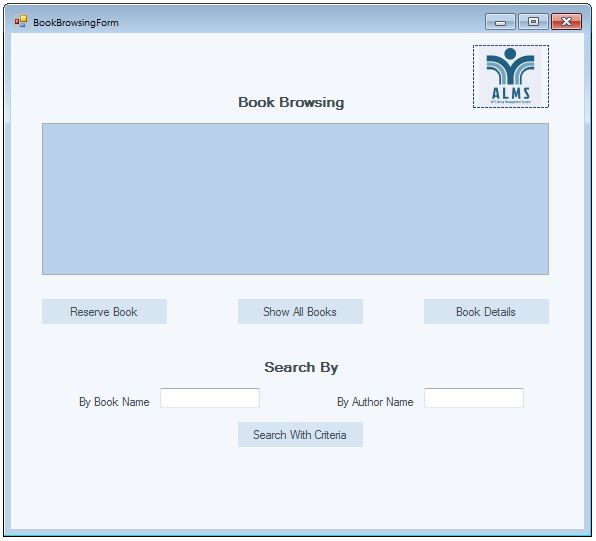 BookBrowsingForm
ALMS
Book Browsing
Reserve Book
Show All Books
Book Details
Search By
By Book Name
By Author Name
Search With Criteria